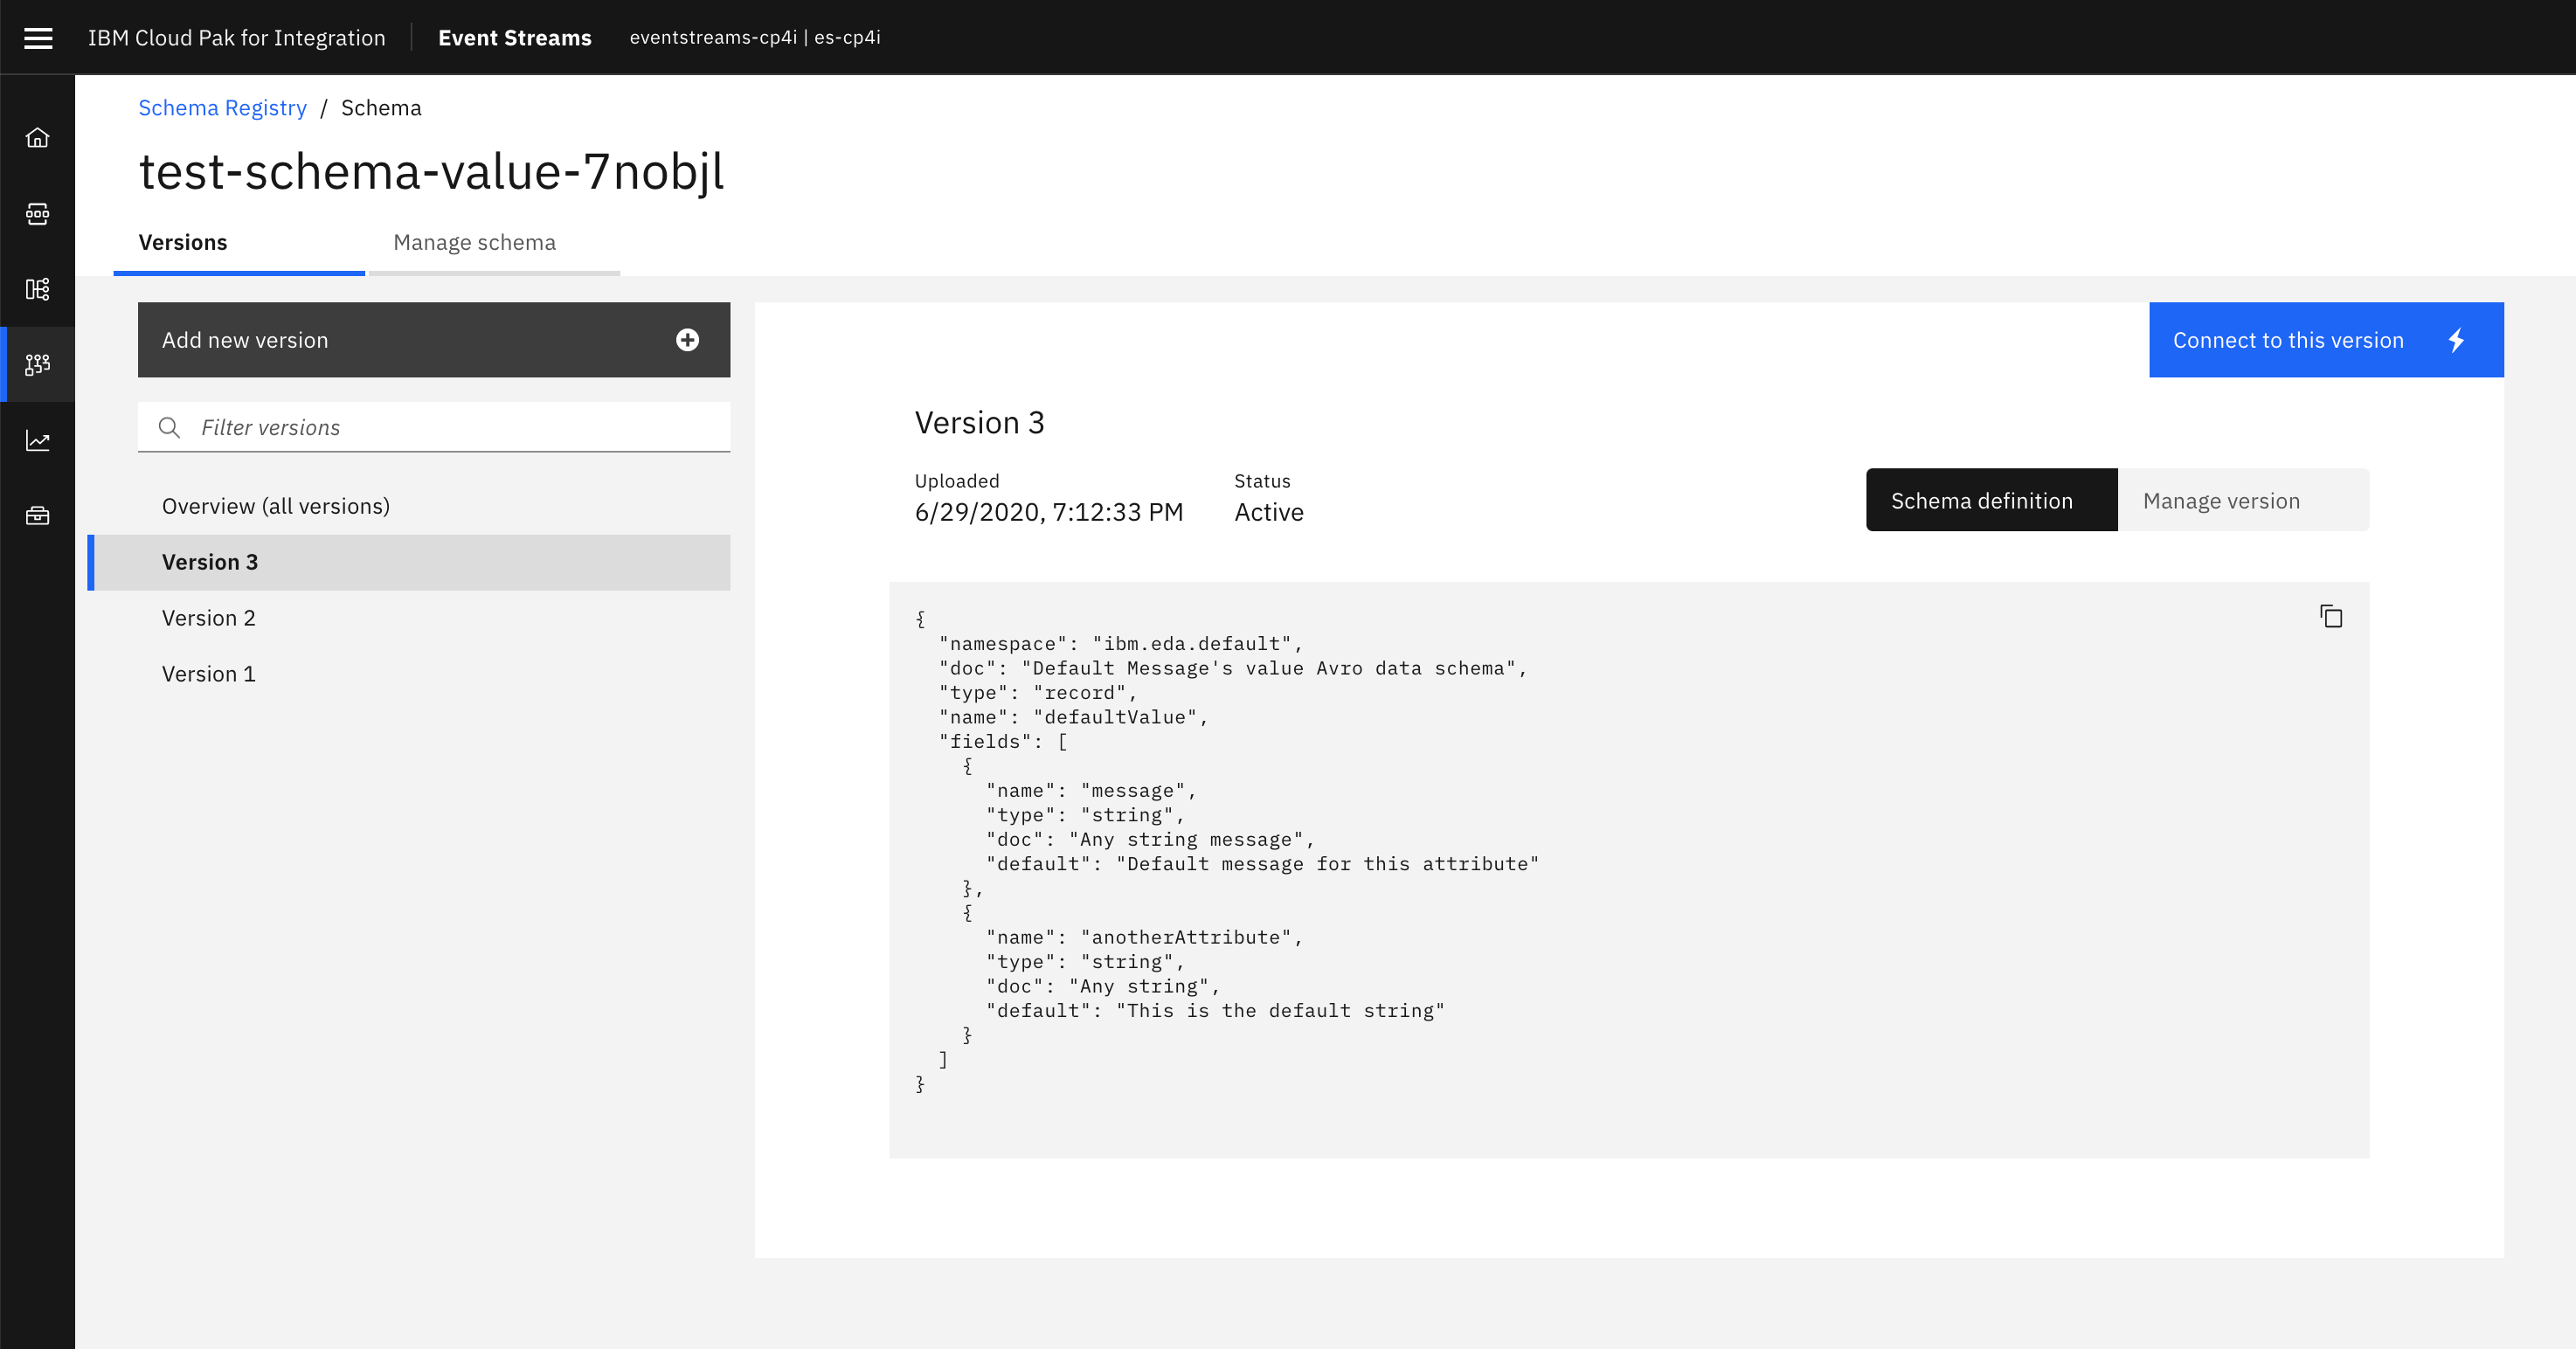 IBM Cloud Pak for Integration Event Streams eventstreams-cp4i | es-cp4i
Schema Registry / Schema
test-schema-value-7nobjl
Versions Manage schema
Add new version
Filter versions
Overview (all versions)
Version 3
Version 2
Version 1
Connect to this version
Version 3
Uploaded Status
6/29/2020, 7:12:33 PM Active
Schema definition Manage version
{
  "namespace": "ibm.eda.default",
  "doc": "Default Message's value Avro data schema",
  "type": "record",
  "name": "defaultValue",
  "fields": [
    {
      "name": "message",
      "type": "string",
      "doc": "Any string message",
      "default": "Default message for this attribute"
    },
    {
      "name": "anotherAttribute",
      "type": "string",
      "doc": "Any string",
      "default": "This is the default string"
    }
  ]
}